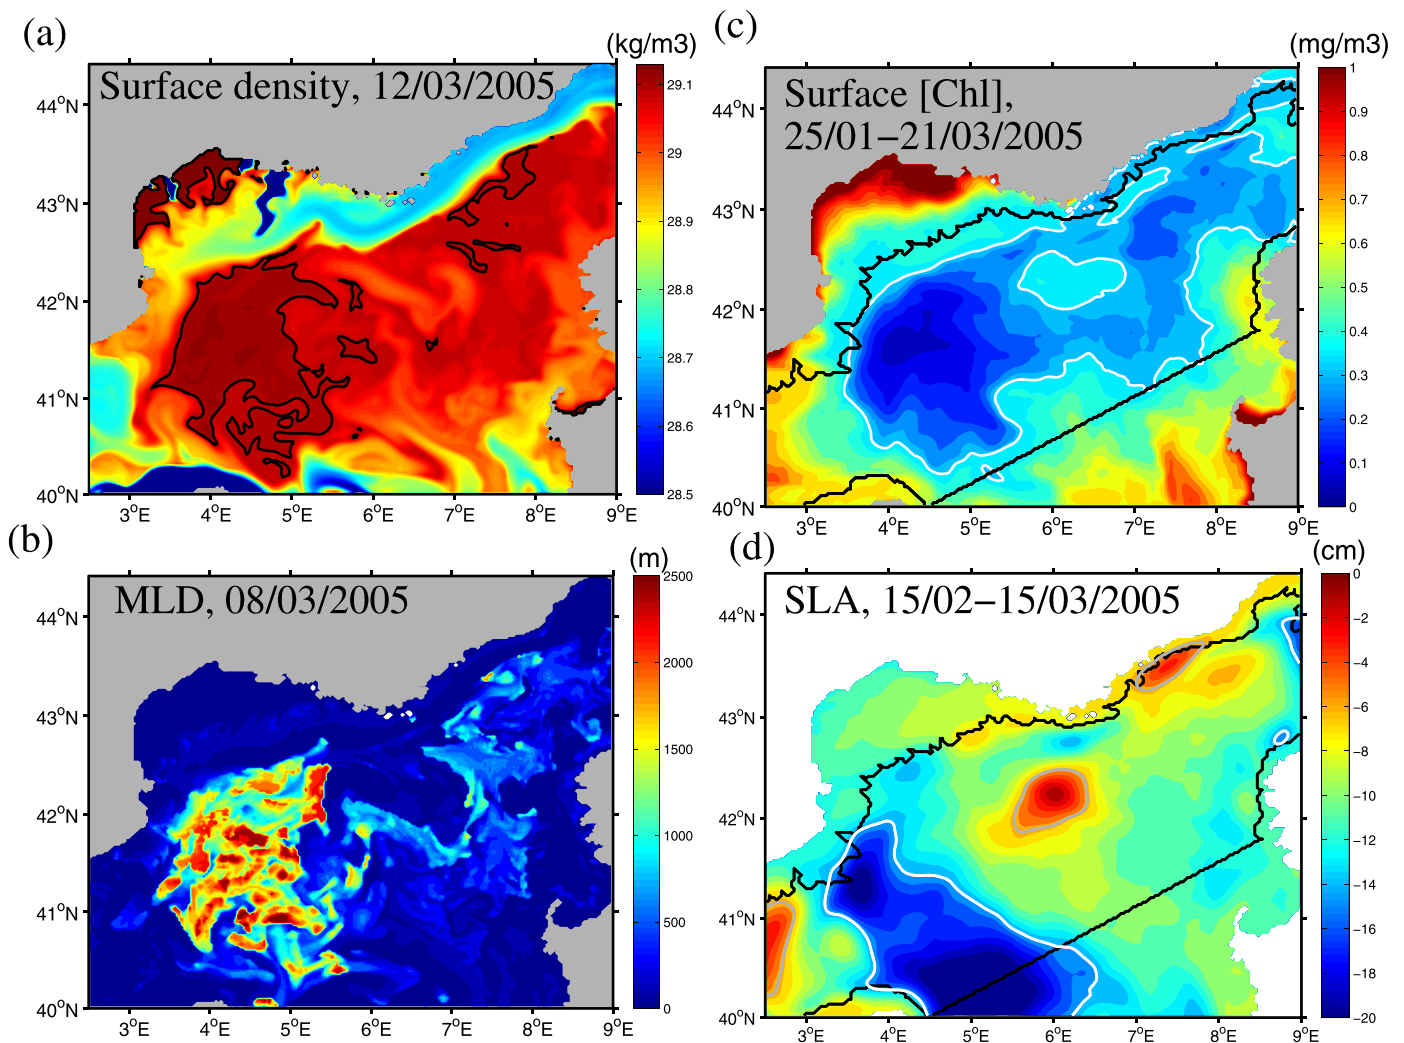 (a)
(kg/m3)
Surface density, 12/03/2005
44°N
43°N
42°N
41°N
40°N
3°E
4°E
5°E
6°E
7°E
8°E
9°E
29.1
29
28.9
28.8
28.7
28.6
28.5
(c)
(mg/m3)
Surface [Chl],
25/01−21/03/2005
44°N
43°N
42°N
41°N
40°N
3°E
4°E
5°E
6°E
7°E
8°E
9°E
1
0.9
0.8
0.7
0.6
0.5
0.4
0.3
0.2
0.1
0
(b)
(m)
MLD, 08/03/2005
44°N
43°N
42°N
41°N
40°N
3°E
4°E
5°E
6°E
7°E
8°E
9°E
2500
2000
1500
1000
500
0
(d)
(cm)
SLA, 15/02−15/03/2005
44°N
43°N
42°N
41°N
40°N
3°E
4°E
5°E
6°E
7°E
8°E
9°E
0
−2
−4
−6
−8
−10
−12
−14
−16
−18
−20